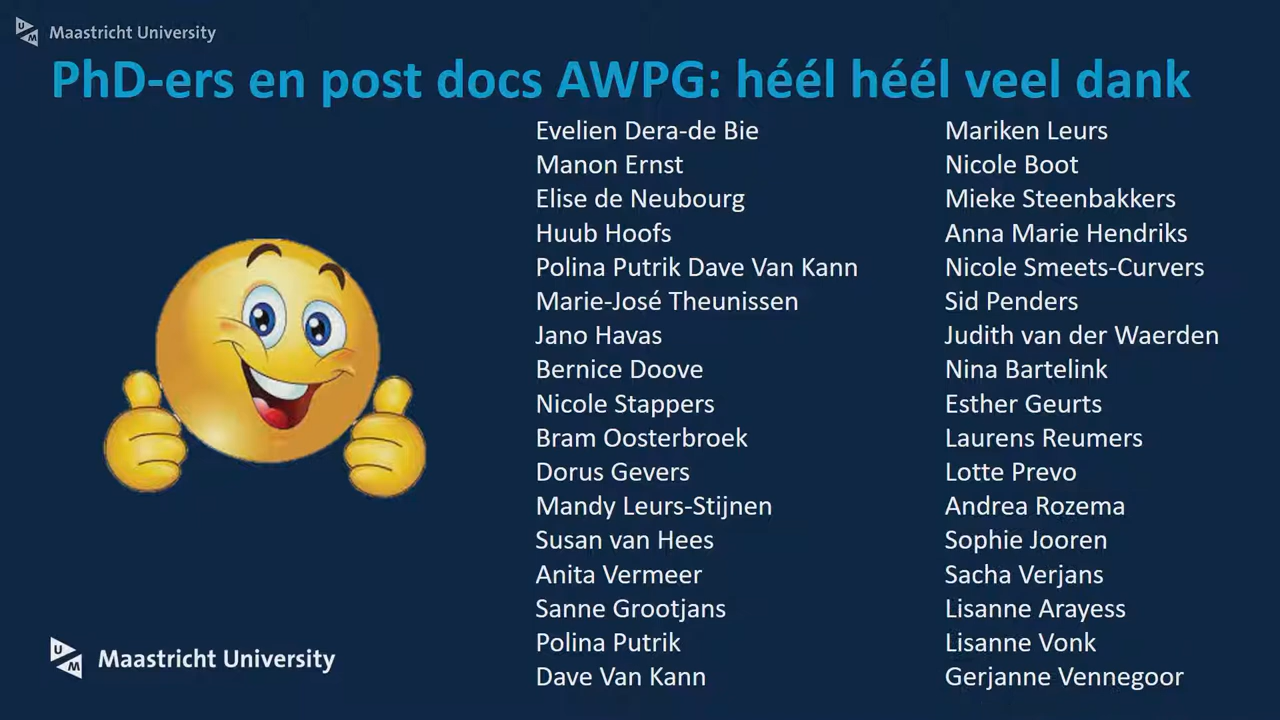 Maastricht University
PhD-ers en post docs AWPG: héél héél veel dank
Evelien Dera-de Bie
Manon Ernst
Elise de Neubourg
Huub Hoofs
Polina Putrik Dave Van Kann
Marie-José Theunissen
Jano Havas
Bernice Doove
Nicole Stappers
Bram Oosterbroek
Dorus Gevers
Mandy Leurs-Stijnen
Susan van Hees
Anita Vermeer
Sanne Grootjans
Polina Putrik
Dave Van Kann
Mariken Leurs
Nicole Boot
Mieke Steenbakkers
Anna Marie Hendriks
Nicole Smeets-Curvers
Sid Penders
Judith van der Waerden
Nina Bartelink
Esther Geurts
Laurens Reumers
Lotte Prevo
Andrea Rozema
Sophie Jooren
Sacha Verjans
Lisanne Arayess
Lisanne Vonk
Gerjanne Vennegoor
UM Maastricht University